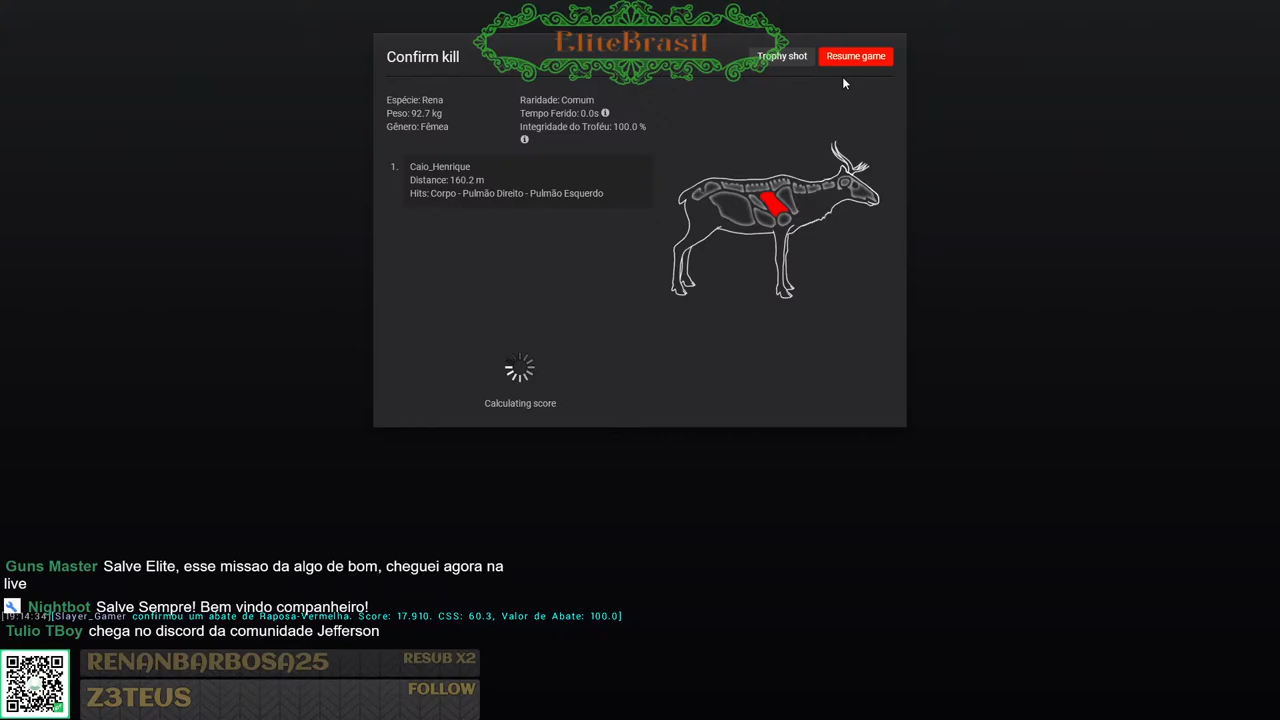 EliteBrasil
Confirm kill
Trophy shot
Resume game
Espécie: Rena
Peso: 92.7 kg
Gênero: Fêmea
Raridade: Comum
Tempo Ferido: 0.0s
Integridade do Troféu: 100.0 %
1. Caio_Henrique
Distance: 160.2 m
Hits: Corpo - Pulmão Direito - Pulmão Esquerdo
Calculating score
Guns Master Salve Elite, esse missao da algo de bom, cheguei agora na
live
Nightbot Salve Sempre! Bem vindo companheiro!
[19:14:34][Slayer_Gamer confirmou um abate de Raposa-Vermelha. Score: 17.910. CSS: 60.3, Valor de Abate: 100.0]
Tulio TBoy chega no discord da comunidade Jefferson
RENANBARBOSA25 RESUB X2
Z3TEUS FOLLOW